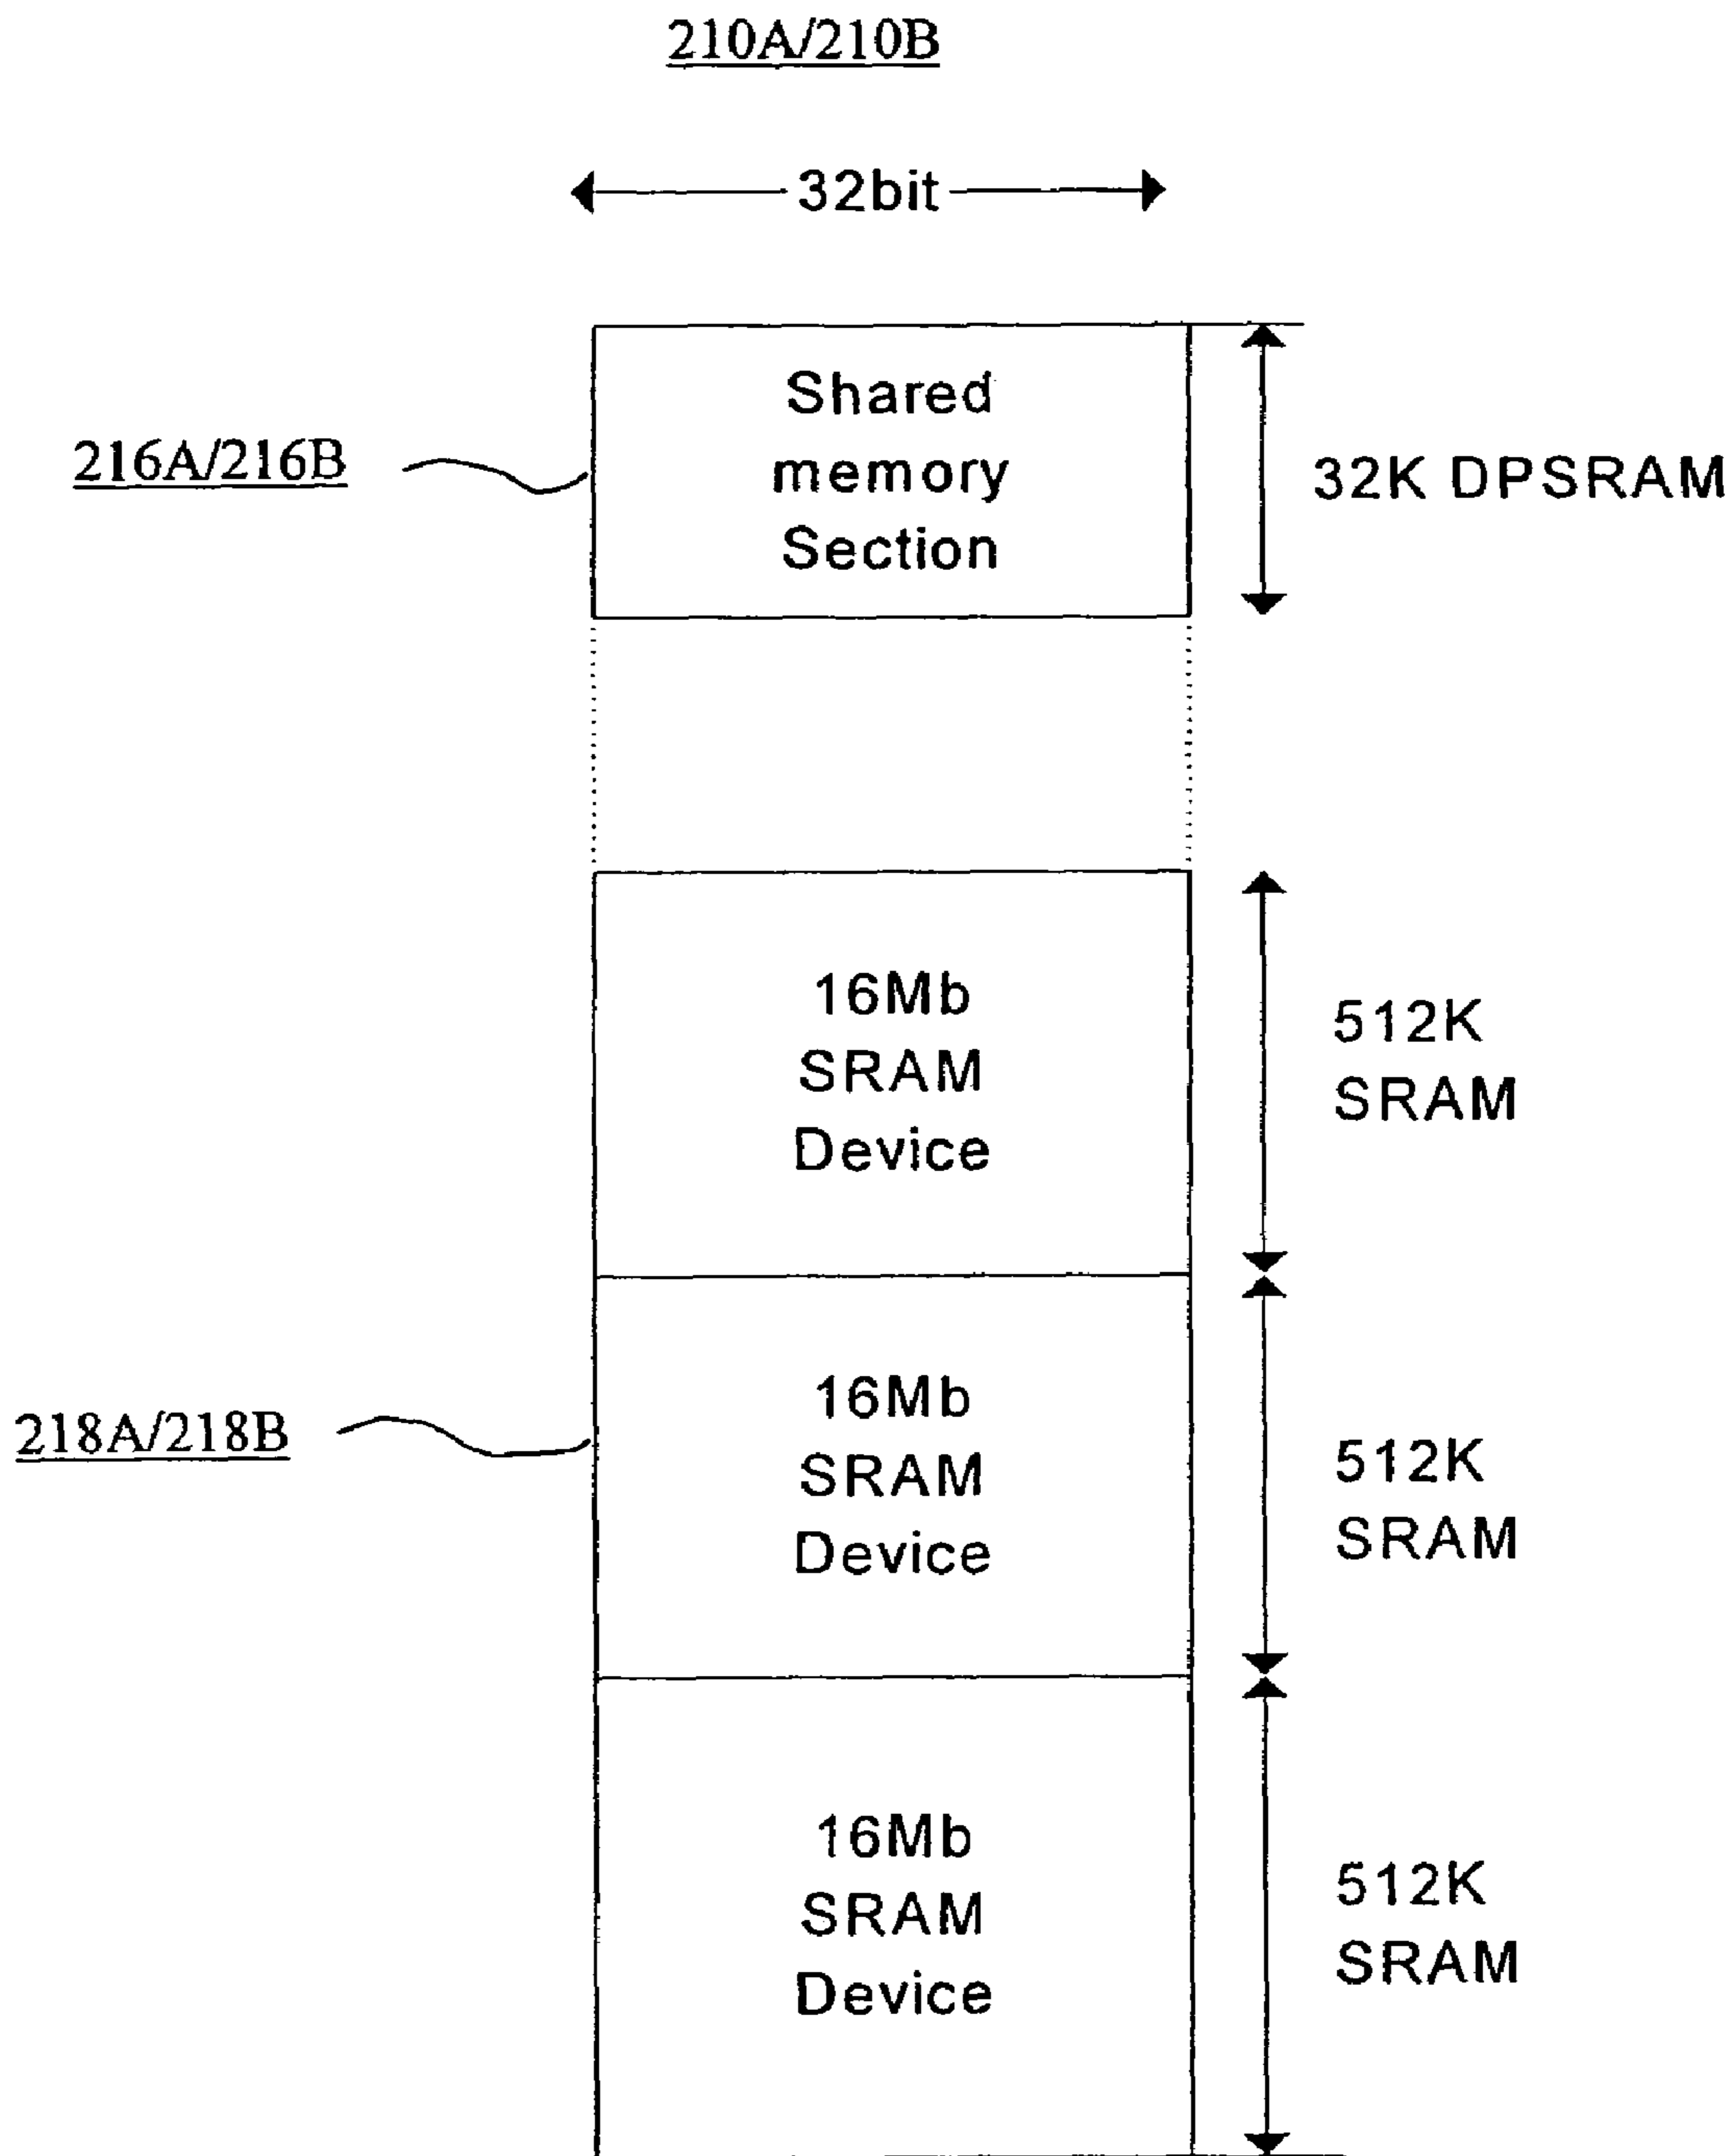 210A/210B
32bit
Shared
memory
Section
216A/216B
32K DPSRAM
16Mb
SRAM
Device
512K
SRAM
16Mb
SRAM
Device
218A/218B
512K
SRAM
16Mb
SRAM
Device
512K
SRAM